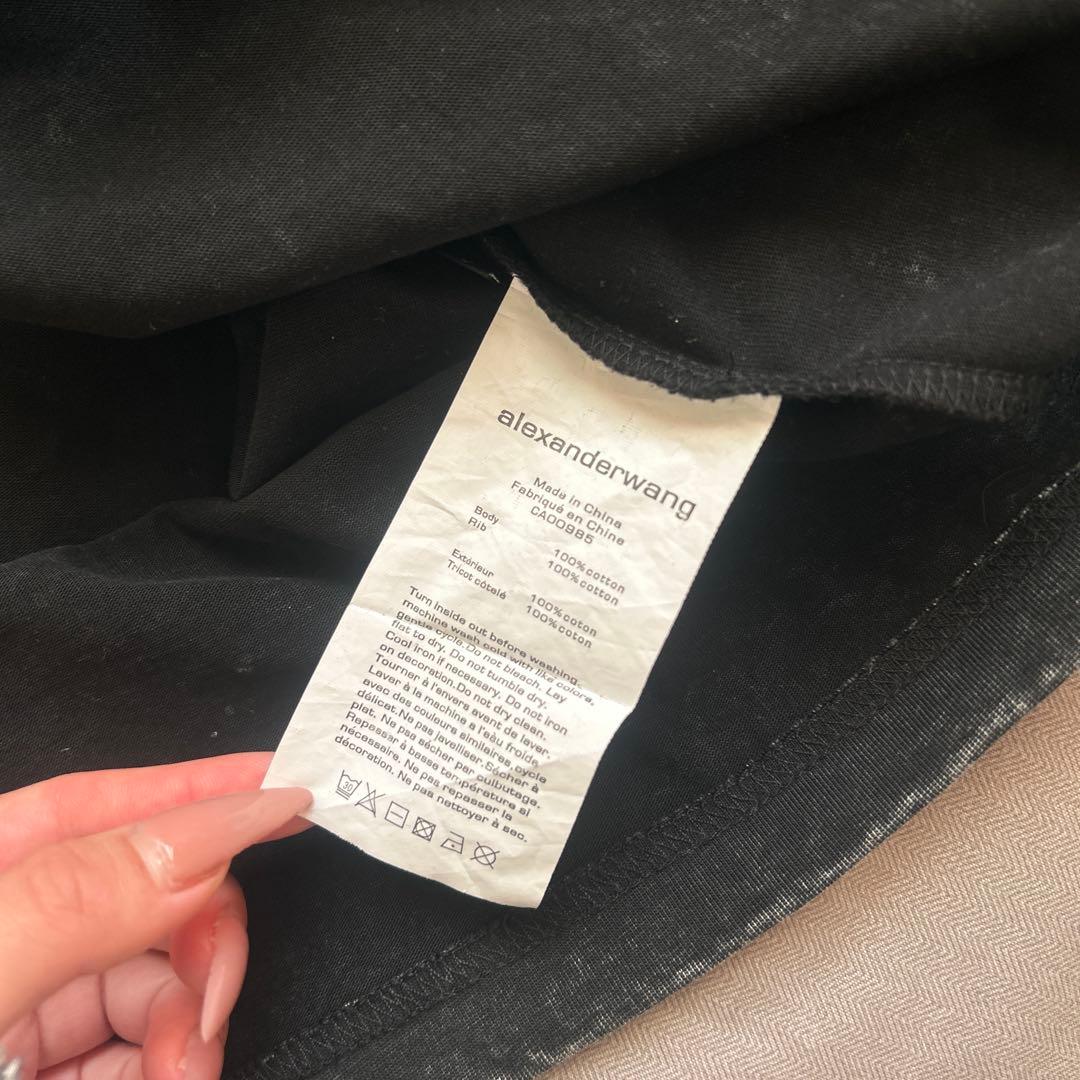 alexanderwang
Made in China
Fabriqué en Chine
CA00985
Body 100%cotton
Rib 100%cotton
Extérieur 100%coton
Tricot côtelé 100%coton
Turn inside out before washing.
machine wash cold with like colors,
gentle cycle.Do not bleach. Lay
flat to dry. Do not tumble dry.
Cool iron if necessary. Do not iron
on decoration.Do not dry clean.
Tourner à l'envers avant de laver.
Laver à la machine a l'eau froide
avec des couleurs similaires,cycle
délicat.Ne pas javelliser.Sécher à
plat. Ne pas sécher par culbutage.
Repasser à basse température si
nécessaire. Ne pas repasser la
décoration. Ne pas nettoyer à sec.
30